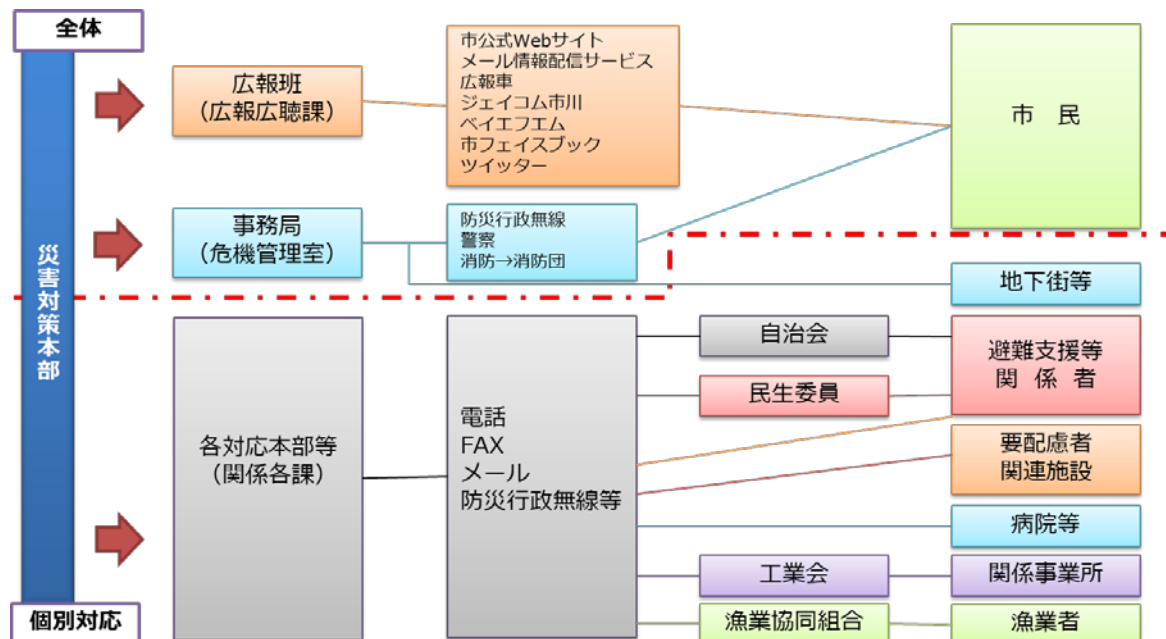 全体
広報班
（広報広聴課）
市公式Webサイト
メール情報配信サービス
広報車
ジェイコム市川
ベイエフエム
市フェイスブック
ツイッター
市　民
事務局
（危機管理室）
防災行政無線
警察
消防→消防団
地下街等
災害対策本部
各対応本部等
（関係各課）
電話
FAX
メール
防災行政無線等
自治会
民生委員
避難支援等
関　係　者
要配慮者
関連施設
病院等
工業会
関係事業所
漁業協同組合
漁業者
個別対応